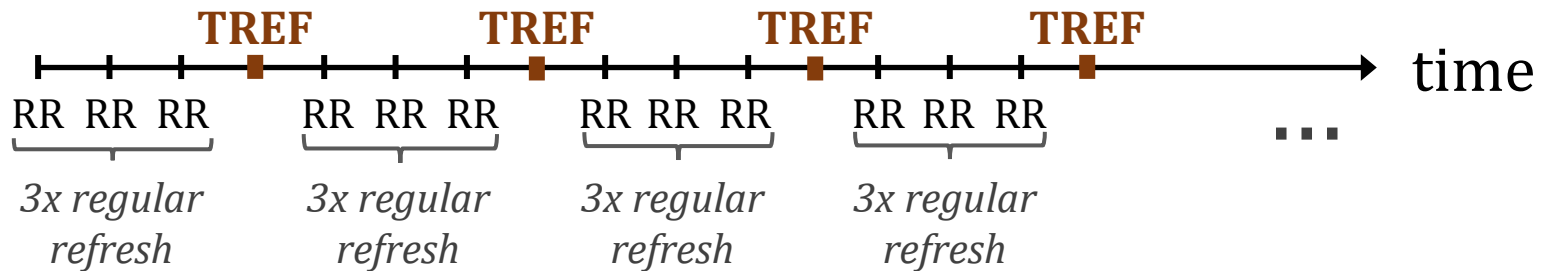 TREF TREF TREF TREF
time
RR RR RR RR RR RR RR RR RR RR RR RR
...
3x regular 3x regular 3x regular 3x regular
refresh refresh refresh refresh